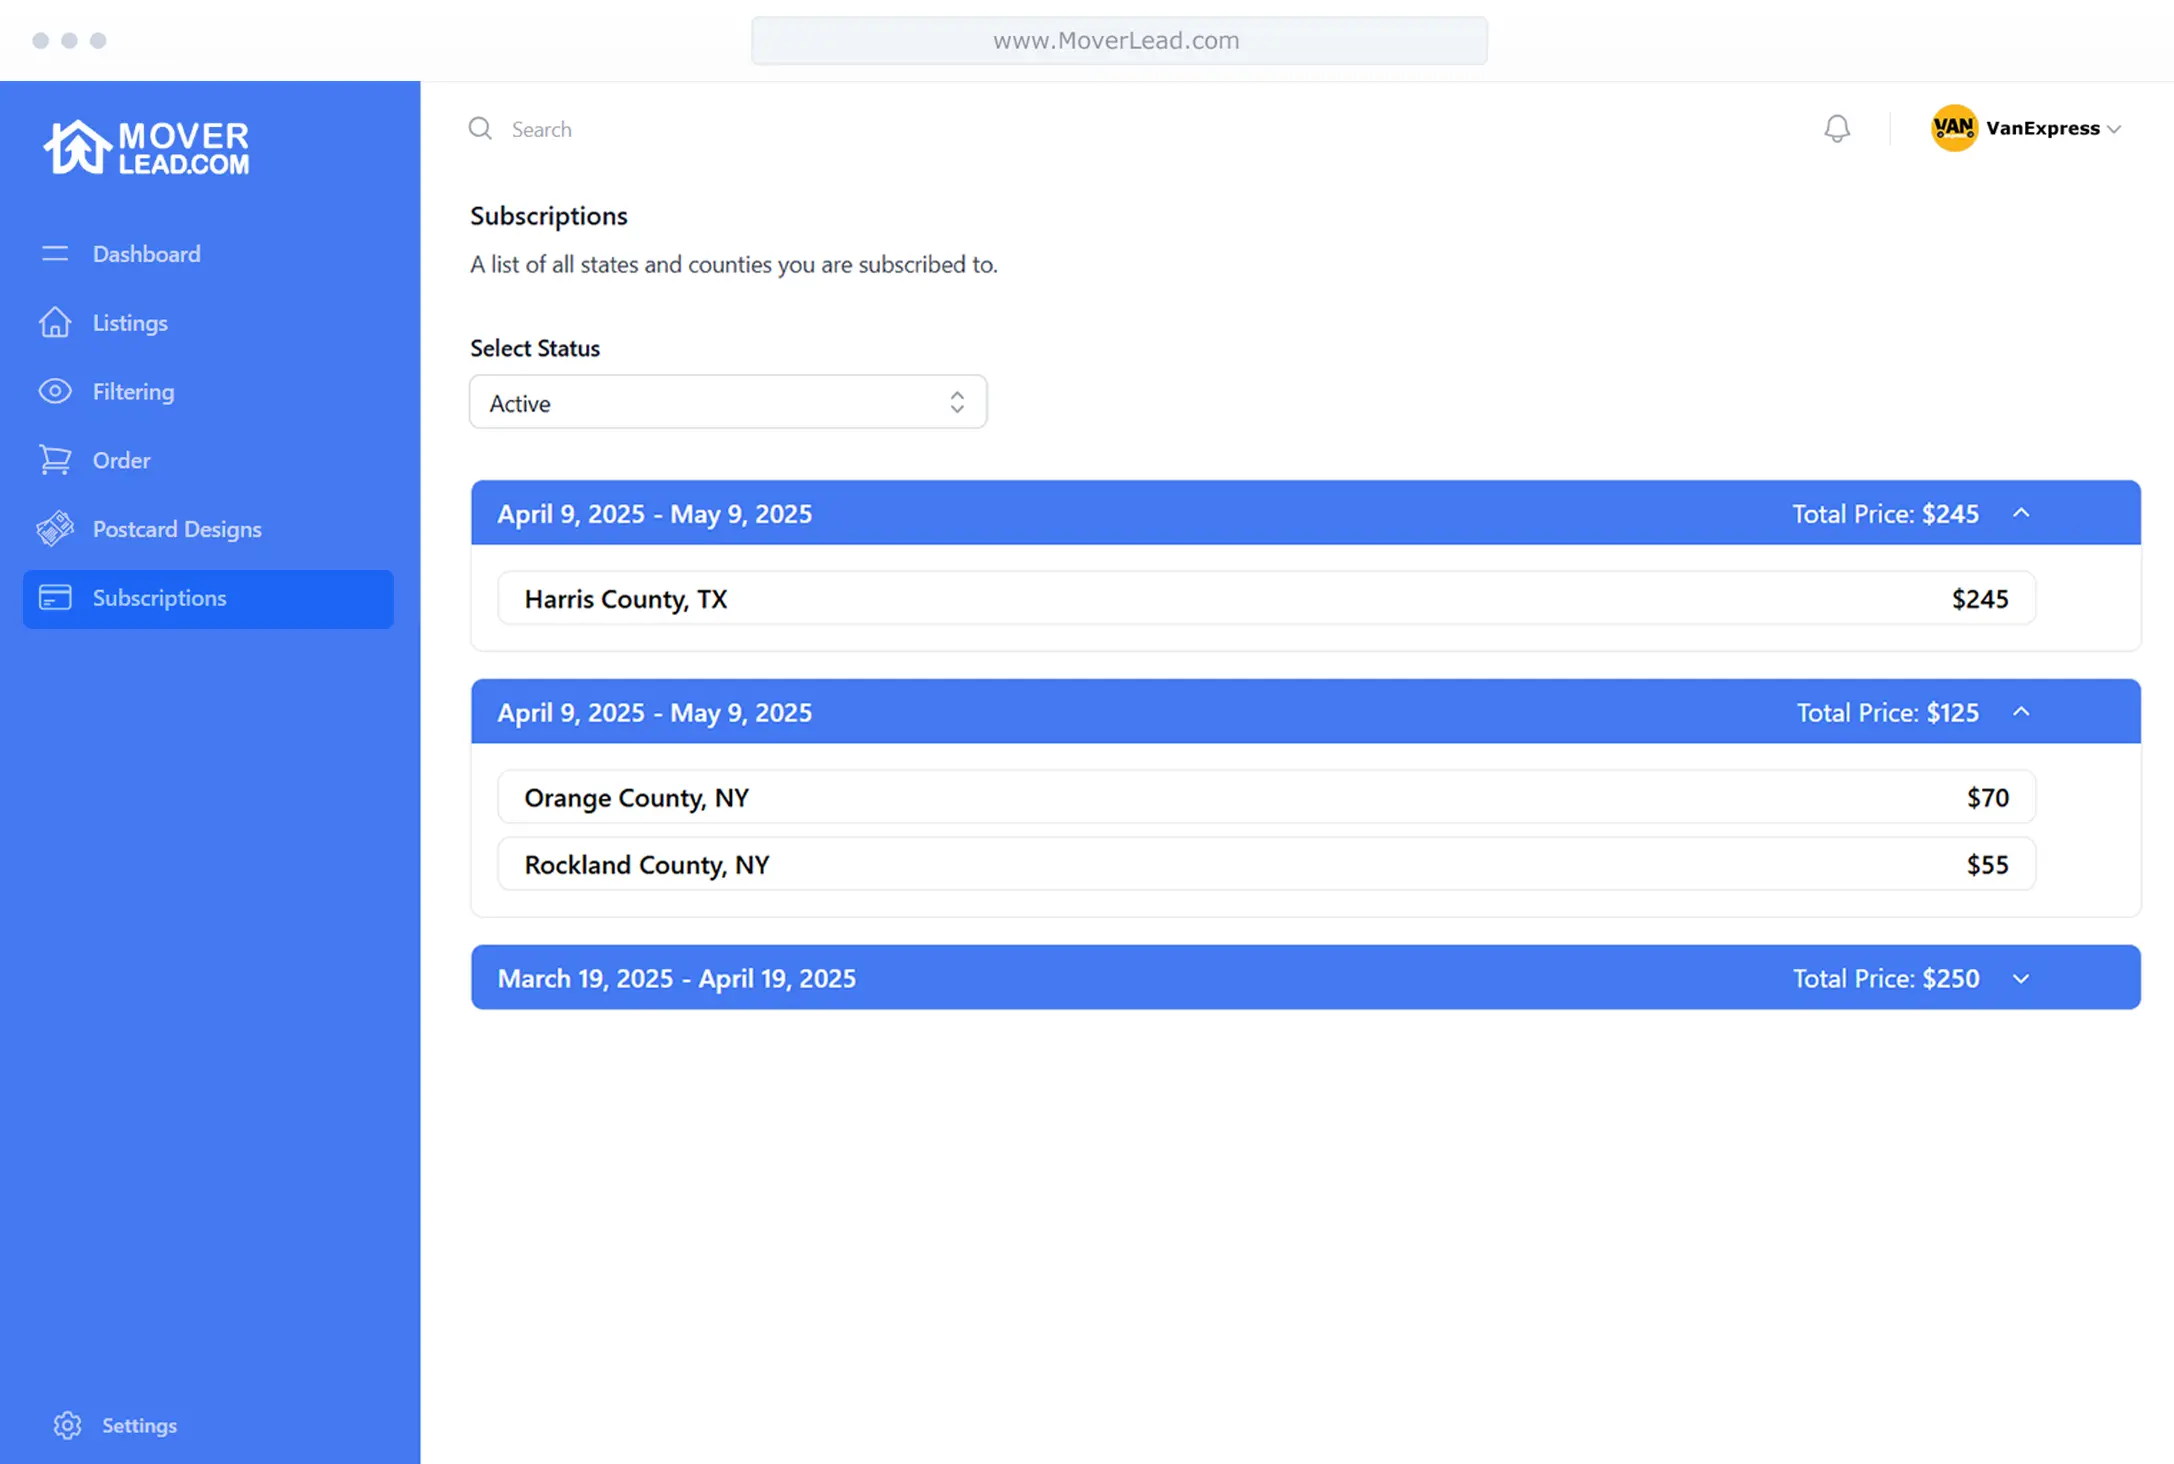 www.MoverLead.com
MOVER
LEAD.COM
Search
VAN
VanExpress
Dashboard
Listings
Filtering
Order
Postcard Designs
Subscriptions
Settings
Subscriptions
A list of all states and counties you are subscribed to.
Select Status
Active
April 9, 2025 - May 9, 2025 Total Price: $245
Harris County, TX $245
April 9, 2025 - May 9, 2025 Total Price: $125
Orange County, NY $70
Rockland County, NY $55
March 19, 2025 - April 19, 2025 Total Price: $250